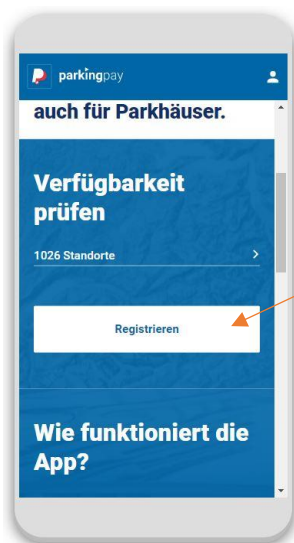 parkingpay
auch für Parkhäuser.
Verfügbarkeit
prüfen
1026 Standorte
Registrieren
Wie funktioniert die
App?